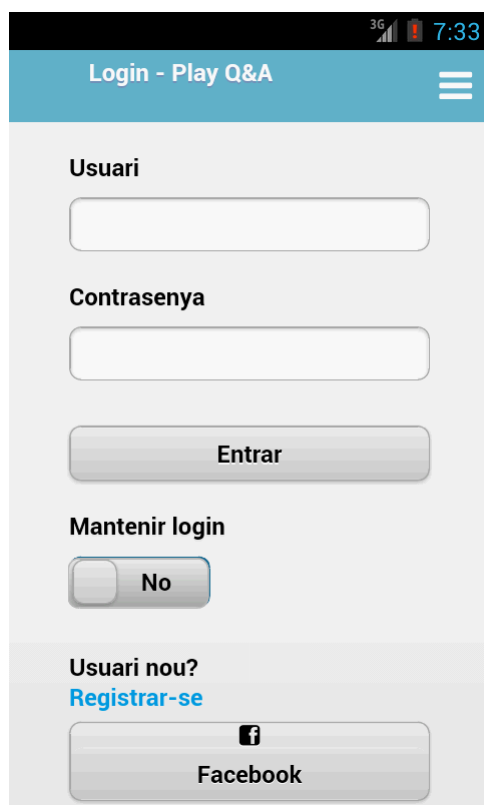 3G 7:33
Login - Play Q&A
Usuari
Contrasenya
Entrar
Mantenir login
No
Usuari nou?
Registrar-se
Facebook